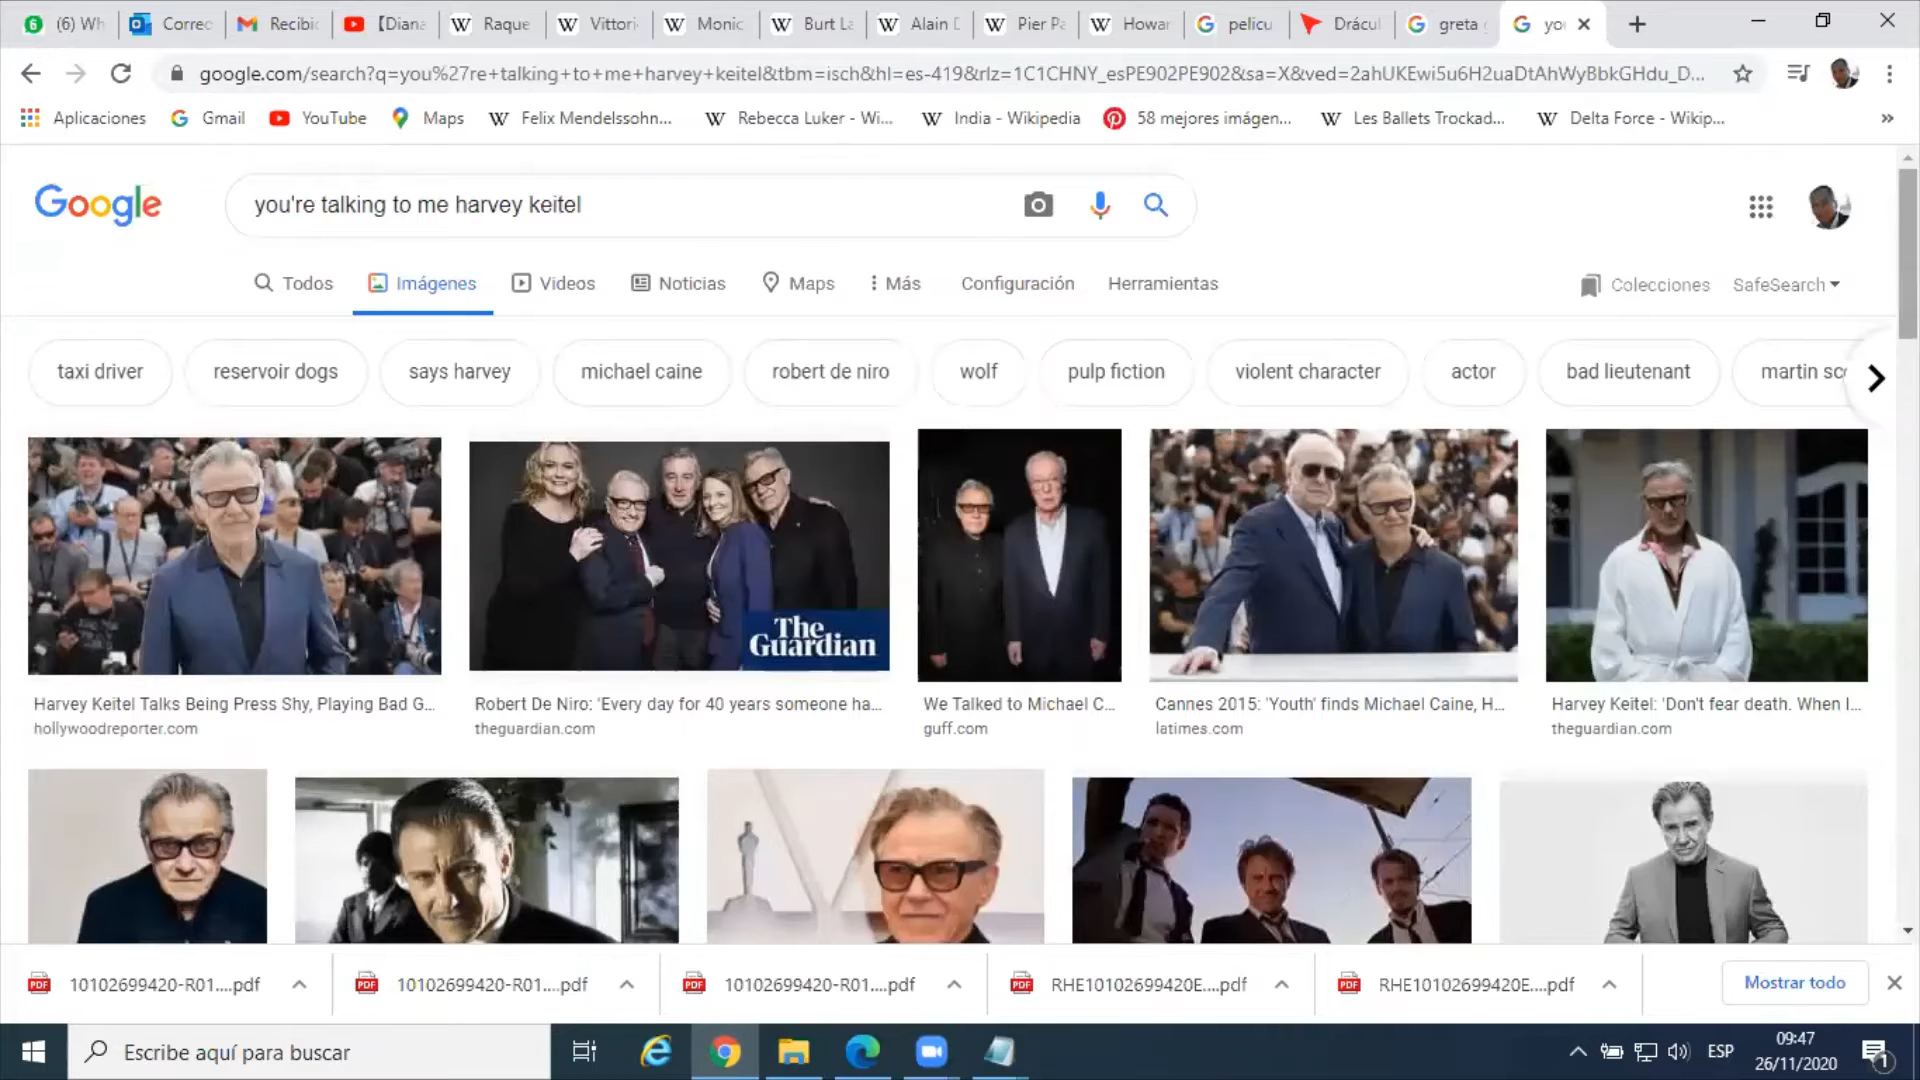 (6) Wh
Correo
Recibid
【Diana
Raque
Vittori
Monic
Burt La
Alain D
Pier Pa
Howar
pelicu
Drácul
greta g
yo
google.com/search?q=you%27re+talking+to+me+harvey+keitel&tbm=isch&hl=es-419&rlz=1C1CHNY_esPE902PE902&sa=X&ved=2ahUKEwi5u6H2uaDtAhWyBbkGHdu_D...
Aplicaciones
Gmail
YouTube
Maps
Felix Mendelssohn...
Rebecca Luker - Wi...
India - Wikipedia
58 mejores imágen...
Les Ballets Trockad...
Delta Force - Wikip...
»
Google
you're talking to me harvey keitel
Todos
Imágenes
Videos
Noticias
Maps
Más
Configuración
Herramientas
Colecciones
SafeSearch
taxi driver
reservoir dogs
says harvey
michael caine
robert de niro
wolf
pulp fiction
violent character
actor
bad lieutenant
martin sc
The
Guardian
Harvey Keitel Talks Being Press Shy, Playing Bad G...
hollywoodreporter.com
Robert De Niro: 'Every day for 40 years someone ha...
theguardian.com
We Talked to Michael C...
guff.com
Cannes 2015: 'Youth' finds Michael Caine, H...
latimes.com
Harvey Keitel: 'Don't fear death. When I...
theguardian.com
10102699420-R01....pdf
10102699420-R01....pdf
10102699420-R01....pdf
RHE10102699420E....pdf
RHE10102699420E....pdf
Mostrar todo
Escribe aquí para buscar
ESP
09:47
26/11/2020
1